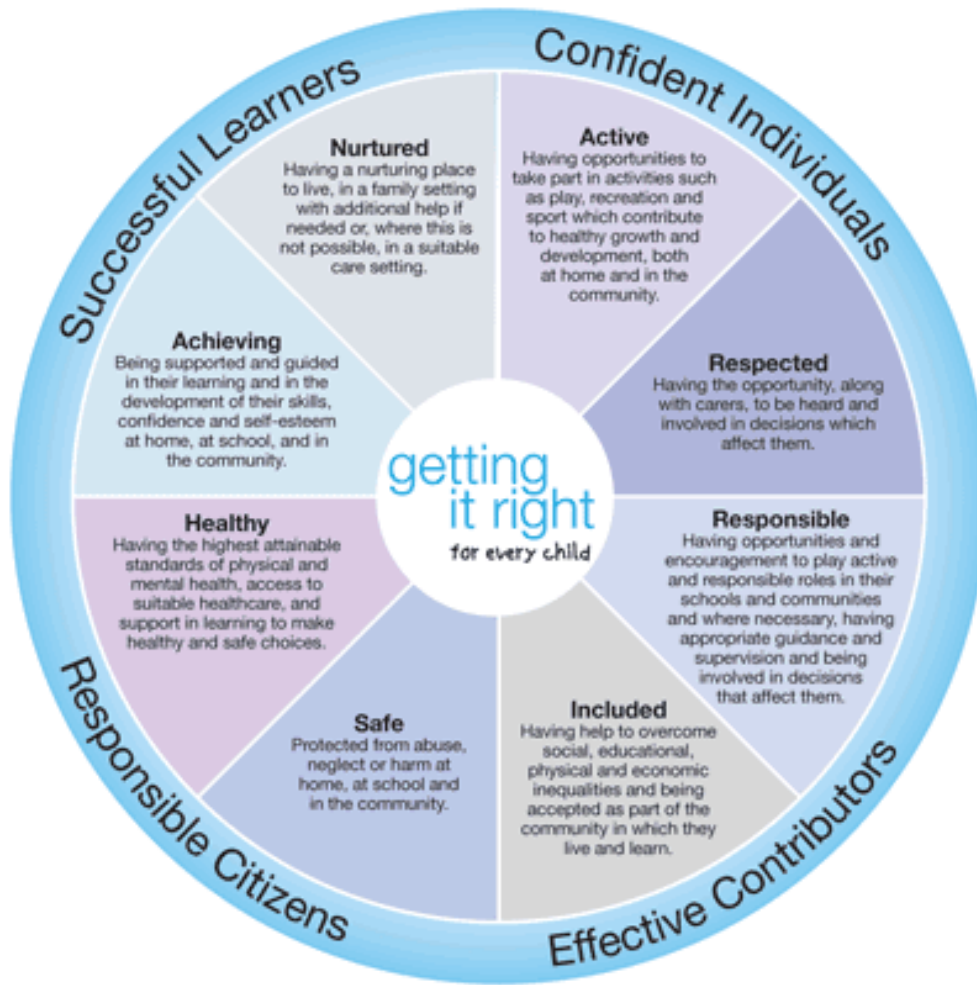 Successful Learners
Confident Individuals
Nurtured
Having a nurturing place
to live, in a family setting
with additional help if
needed or, where this is
not possible, in a suitable
care setting.
Active
Having opportunities to
take part in activities such
as play, recreation and
sport which contribute
to healthy growth and
development, both
at home and in the
community.
Achieving
Being supported and guided
in their learning and in the
development of their skills,
confidence and self-esteem
at home, at school, and in
the community.
Respected
Having the opportunity, along
with carers, to be heard and
involved in decisions which
affect them.
getting
it right
for every child
Healthy
Having the highest attainable
standards of physical and
mental health, access to
suitable healthcare, and
support in learning to make
healthy and safe choices.
Responsible
Having opportunities and
encouragement to play active
and responsible roles in their
schools and communities
and where necessary, having
appropriate guidance and
supervision and being
involved in decisions
that affect them.
Safe
Protected from abuse,
neglect or harm at
home, at school and
in the community.
Included
Having help to overcome
social, educational,
physical and economic
inequalities and being
accepted as part of the
community in which they
live and learn.
Responsible Citizens
Effective Contributors